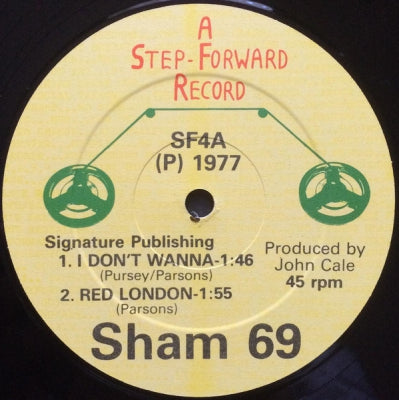 A
STEP-FORWARD
RECORD
SF4A
(P) 1977
Signature Publishing
1. I DON'T WANNA-1:46
(Pursey/Parsons)
2. RED LONDON-1:55
(Parsons)
Produced by
John Cale
45 rpm
Sham 69